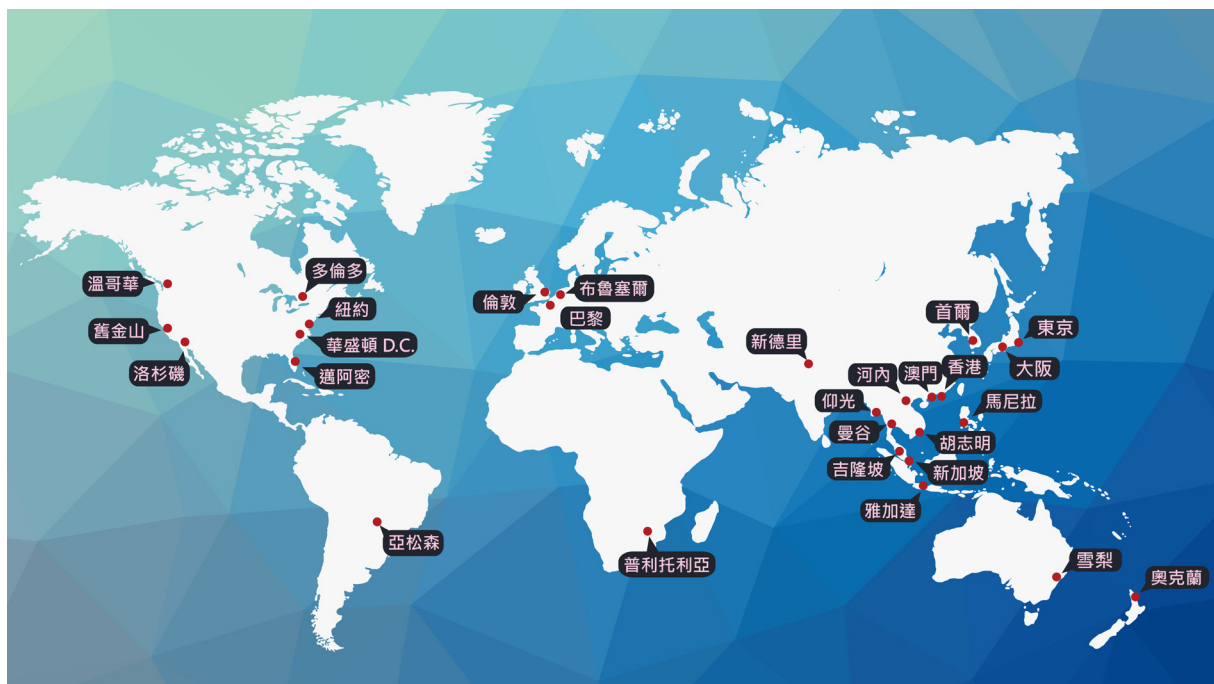 多倫多
溫哥華
布魯塞爾
倫敦
紐約
首爾
巴黎
東京
舊金山
華盛頓 D.C.
新德里
香港
大阪
洛杉磯
邁阿密
河內
澳門
仰光
馬尼拉
曼谷
胡志明
吉隆坡
新加坡
雅加達
亞松森
雪梨
普利托利亞
奧克蘭